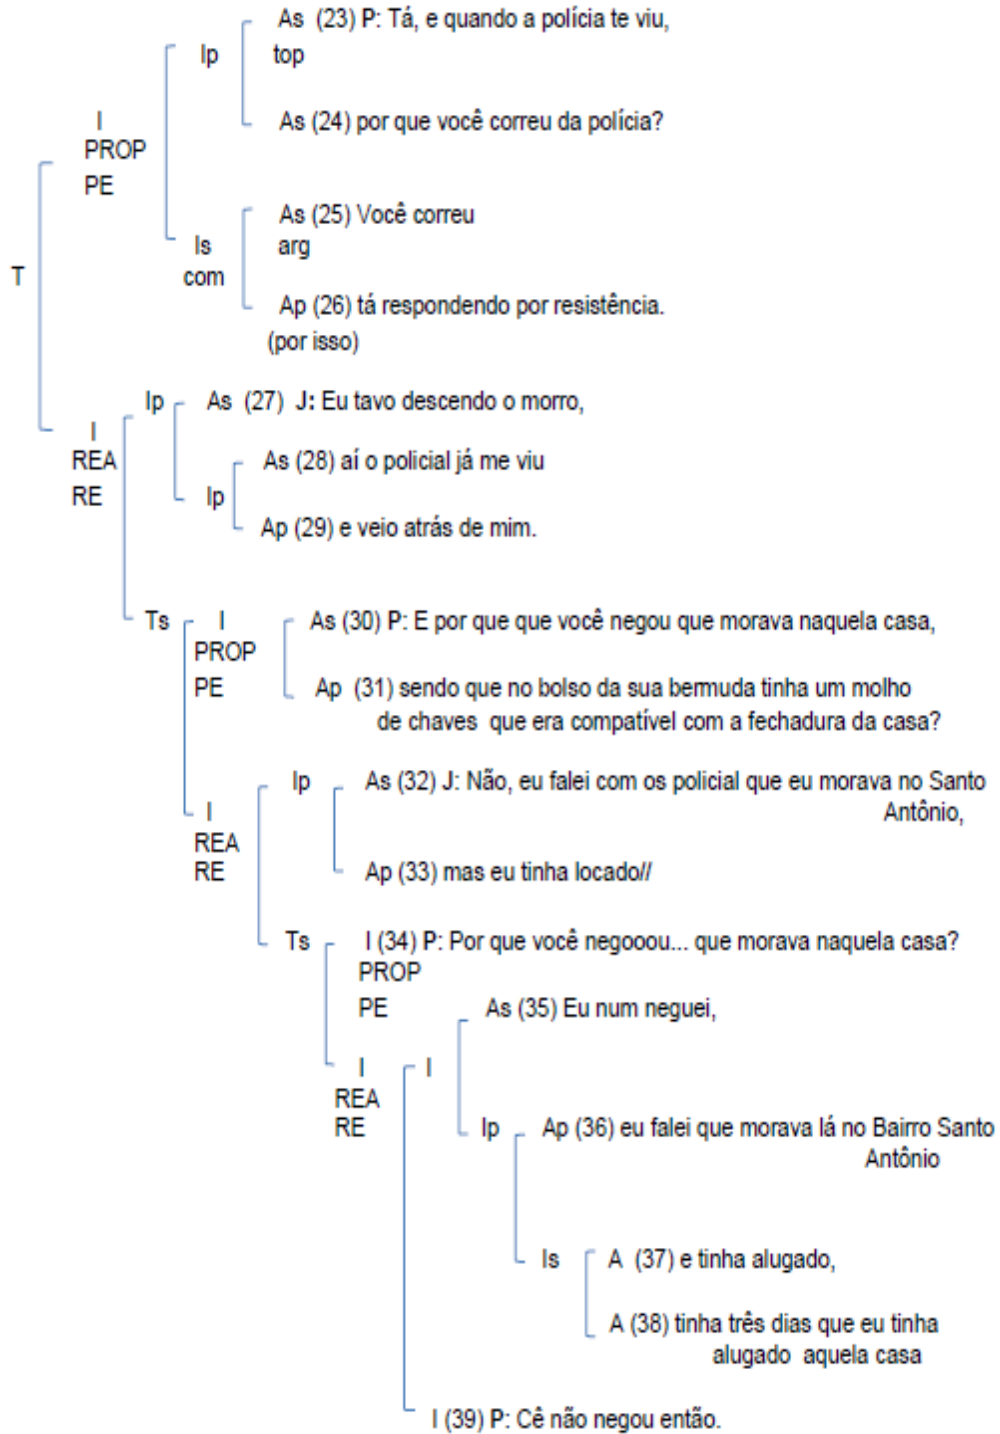 As (23) P: Tá, e quando a polícia te viu,
Ip top
As (24) por que você correu da polícia?
I
PROP
PE
As (25) Você correu
Is arg
com
T
Ap (26) tá respondendo por resistência.
(por isso)
Ip As (27) J: Eu tavo descendo o morro,
I
REA As (28) aí o policial já me viu
RE Ip
Ap (29) e veio atrás de mim.
Ts I As (30) P: E por que que você negou que morava naquela casa,
PROP
PE Ap (31) sendo que no bolso da sua bermuda tinha um molho
de chaves que era compatível com a fechadura da casa?
Ip As (32) J: Não, eu falei com os policial que eu morava no Santo
I Antônio,
REA
RE Ap (33) mas eu tinha locado//
Ts I (34) P: Por que você negooou... que morava naquela casa?
PROP
PE As (35) Eu num neguei,
I I
REA
RE Ip Ap (36) eu falei que morava lá no Bairro Santo
Antônio
Is A (37) e tinha alugado,
A (38) tinha três dias que eu tinha
alugado aquela casa
I (39) P: Cê não negou então.